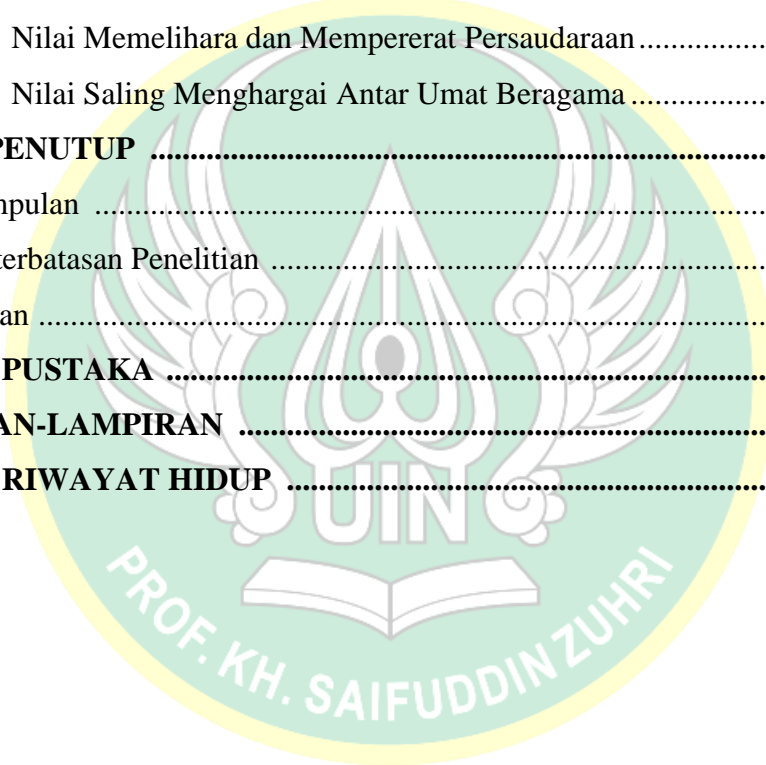 Nilai Memelihara dan Mempererat Persaudaraan ................
Nilai Saling Menghargai Antar Umat Beragama .................
PENUTUP ..............................................................................
mpulan .....................................................................................
terbatasan Penelitian ...............................................................
an ............................................................................................
PUSTAKA ............................................................................
AN-LAMPIRAN ...................................................................
RIWAYAT HIDUP .............................................................
UIN
PROF. KH. SAIFUDDIN ZUHRI